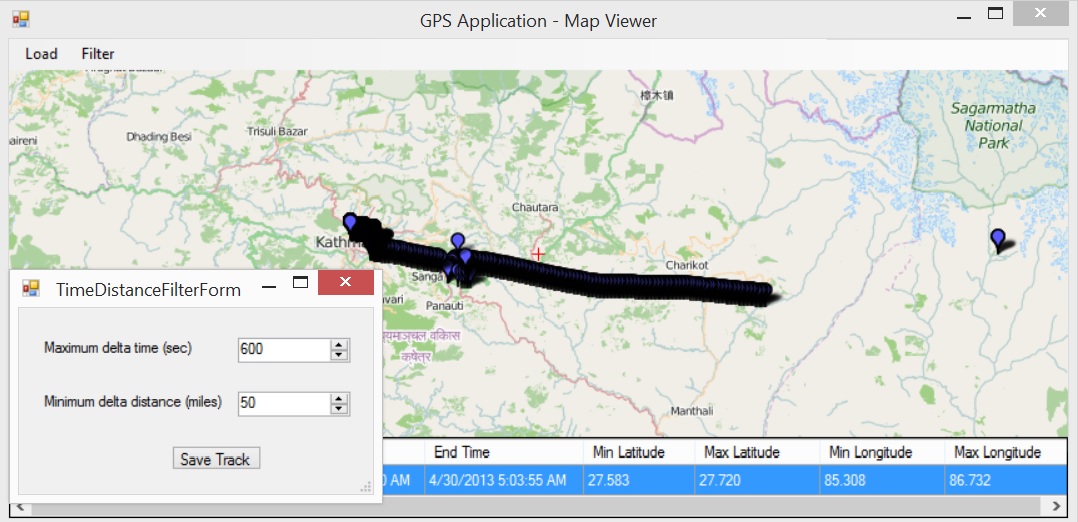 GPS Application - Map Viewer
Load Filter
樟木镇
Sagarmatha
National
Park
Dhading Besi
Trisuli Bazar
aireni
Chautara
Kathm
Charikot
Sanga
Panauti
vari
Manthali
TimeDistanceFilterForm
Maximum delta time (sec) 600
Minimum delta distance (miles) 50
Save Track
End Time Min Latitude Max Latitude Min Longitude Max Longitude
0 AM 4/30/2013 5:03:55 AM 27.583 27.720 85.308 86.732